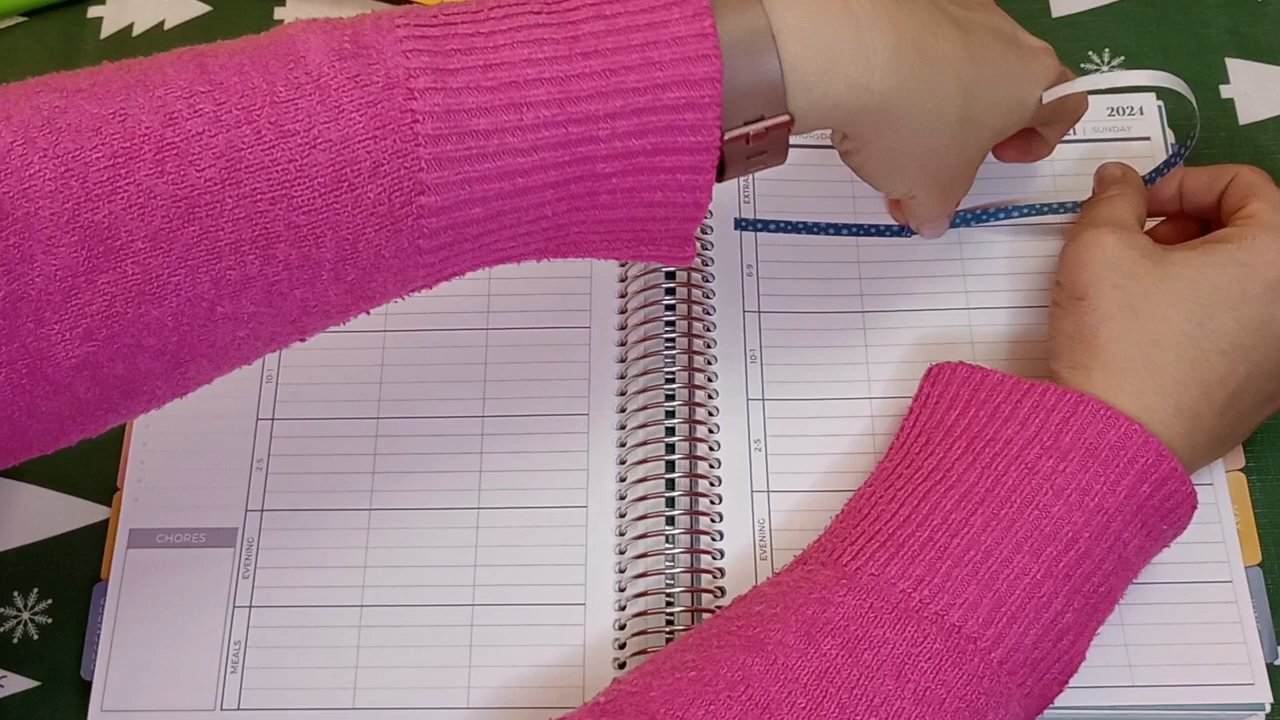 2024
| SUNDAY
EXTRA
6-9
10-1
10-1
2-5
2-5
CHORES
EVENING
EVENING
MEALS